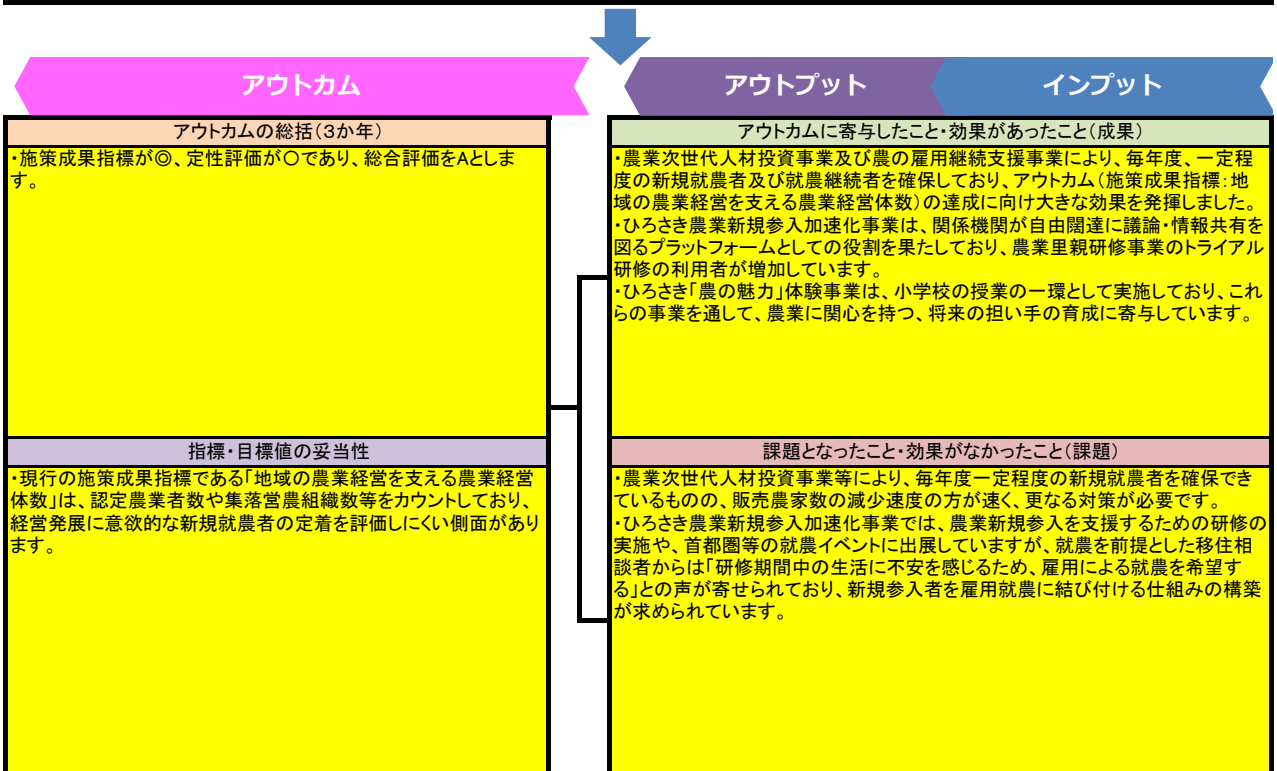 アウトカム
アウトプット
インプット
アウトカムの総括(3か年)
・施策成果指標が◎、定性評価が○であり、総合評価をAとしま
す。
指標・目標値の妥当性
・現行の施策成果指標である「地域の農業経営を支える農業経営
体数」は、認定農業者数や集落営農組織数等をカウントしており、
経営発展に意欲的な新規就農者の定着を評価しにくい側面があり
ます。
アウトカムに寄与したこと・効果があったこと(成果)
・農業次世代人材投資事業及び農の雇用継続支援事業により、毎年度、一定程
度の新規就農者及び就農継続者を確保しており、アウトカム(施策成果指標:地
域の農業経営を支える農業経営体数)の達成に向け大きな効果を発揮しました。
・ひろさき農業新規参入加速化事業は、関係機関が自由闊達に議論・情報共有を
図るプラットフォームとしての役割を果たしており、農業里親研修事業のトライアル
研修の利用者が増加しています。
・ひろさき「農の魅力」体験事業は、小学校の授業の一環として実施しており、これ
らの事業を通して、農業に関心を持つ、将来の担い手の育成に寄与しています。
課題となったこと・効果がなかったこと(課題)
・農業次世代人材投資事業等により、毎年度一定程度の新規就農者を確保でき
ているものの、販売農家数の減少速度の方が速く、更なる対策が必要です。
・ひろさき農業新規参入加速化事業では、農業新規参入を支援するための研修の
実施や、首都圏等の就農イベントに出展していますが、就農を前提とした移住相
談者からは「研修期間中の生活に不安を感じるため、雇用による就農を希望す
る」との声が寄せられており、新規参入者を雇用就農に結び付ける仕組みの構築
が求められています。